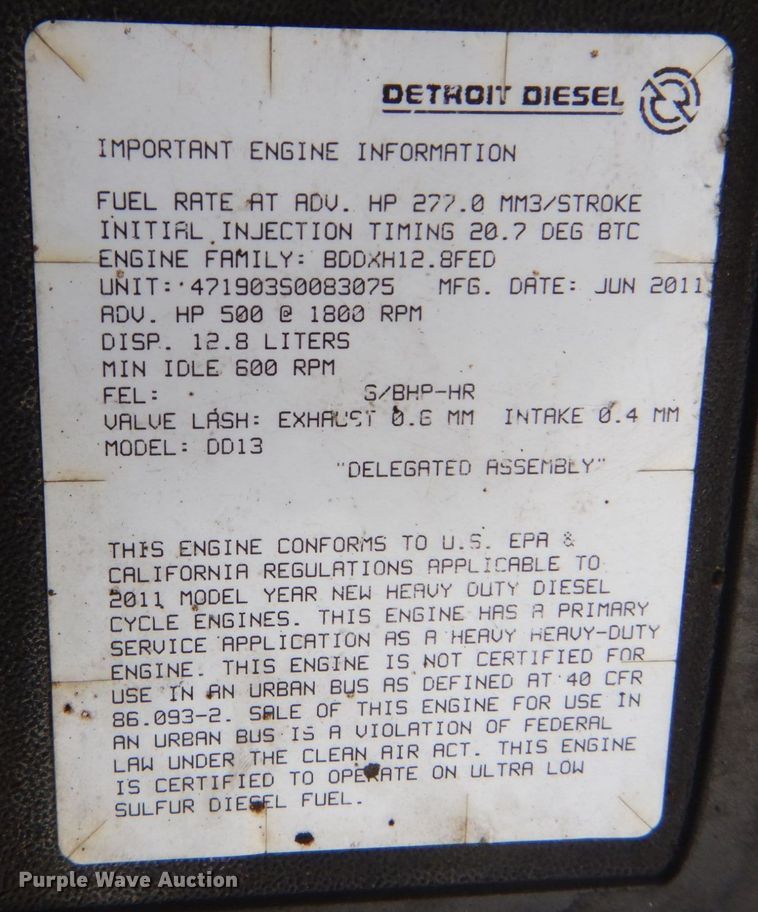 DETROIT DIESEL
IMPORTANT ENGINE INFORMATION
FUEL RATE AT ADV. HP 277.0 MM3/STROKE
INITIAL INJECTION TIMING 20.7 DEG BTC
ENGINE FAMILY: BDDXH12.8FED
UNIT: 471903S0083075 MFG. DATE: JUN 2011
ADV. HP 500 @ 1800 RPM
DISP. 12.8 LITERS
MIN IDLE 600 RPM
FEL: G/BHP-HR
VALVE LASH: EXHAUST 0.6 MM INTAKE 0.4 MM
MODEL: DD13
"DELEGATED ASSEMBLY"
THIS ENGINE CONFORMS TO U.S. EPA &
CALIFORNIA REGULATIONS APPLICABLE TO
2011 MODEL YEAR NEW HEAVY DUTY DIESEL
CYCLE ENGINES. THIS ENGINE HAS A PRIMARY
SERVICE APPLICATION AS A HEAVY HEAVY-DUTY
ENGINE. THIS ENGINE IS NOT CERTIFIED FOR
USE IN AN URBAN BUS AS DEFINED AT 40 CFR
86.093-2. SALE OF THIS ENGINE FOR USE IN
AN URBAN BUS IS A VIOLATION OF FEDERAL
LAW UNDER THE CLEAN AIR ACT. THIS ENGINE
IS CERTIFIED TO OPERATE ON ULTRA LOW
SULFUR DIESEL FUEL.
Purple Wave Auction